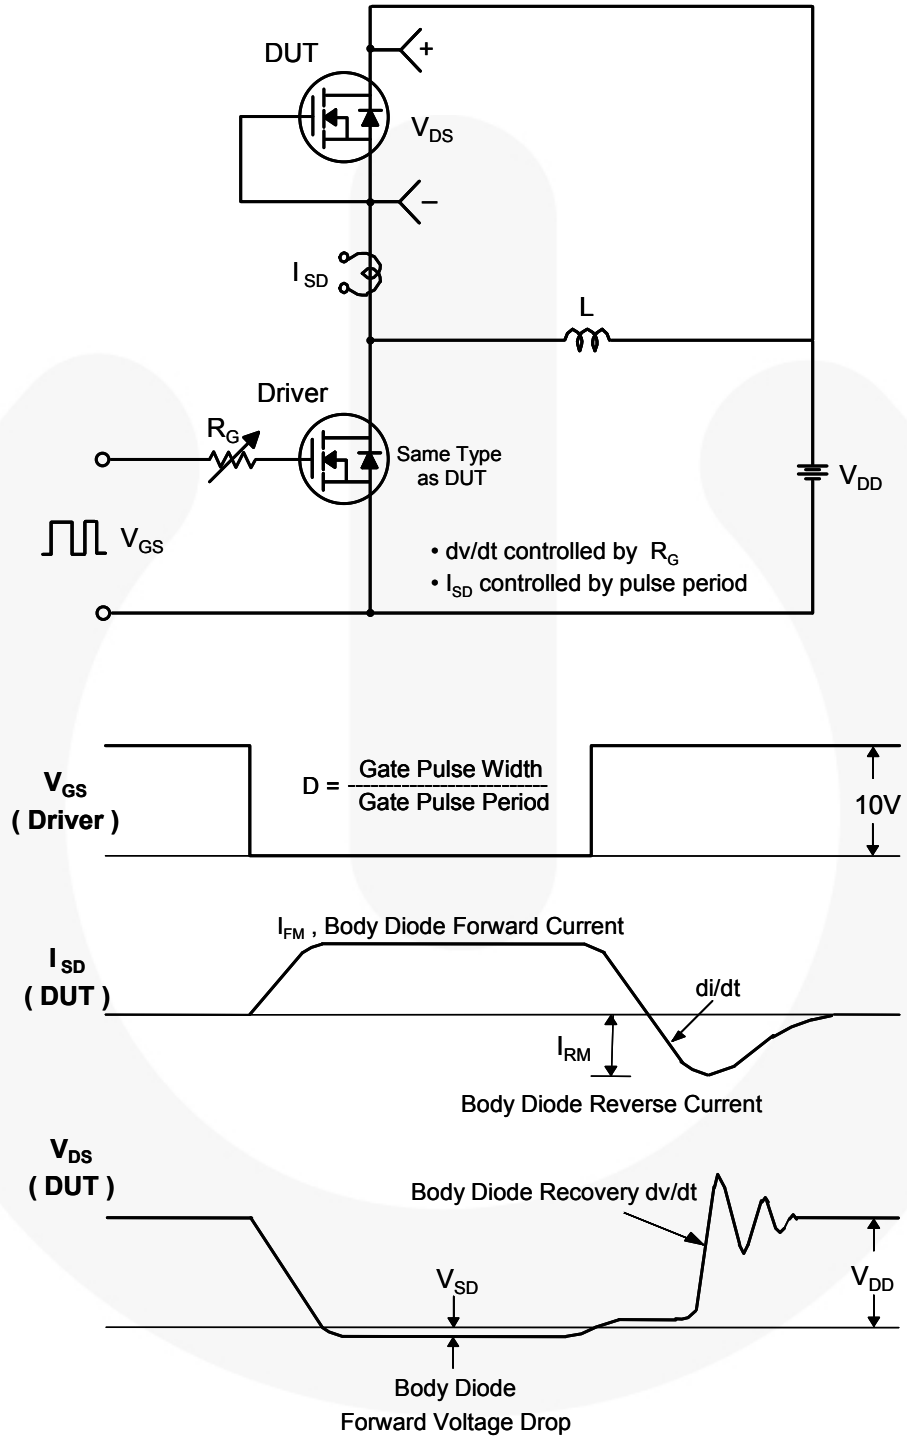 DUT
+
V_DS
−
I_SD
L
Driver
R_G
Same Type
as DUT
V_DD
V_GS
• dv/dt controlled by R_G
• I_SD controlled by pulse period
V_GS
( Driver )
D = Gate Pulse Width
--------------------------
Gate Pulse Period
10V
I_FM , Body Diode Forward Current
I_SD
( DUT )
di/dt
I_RM
Body Diode Reverse Current
V_DS
( DUT )
Body Diode Recovery dv/dt
V_SD
V_DD
Body Diode
Forward Voltage Drop